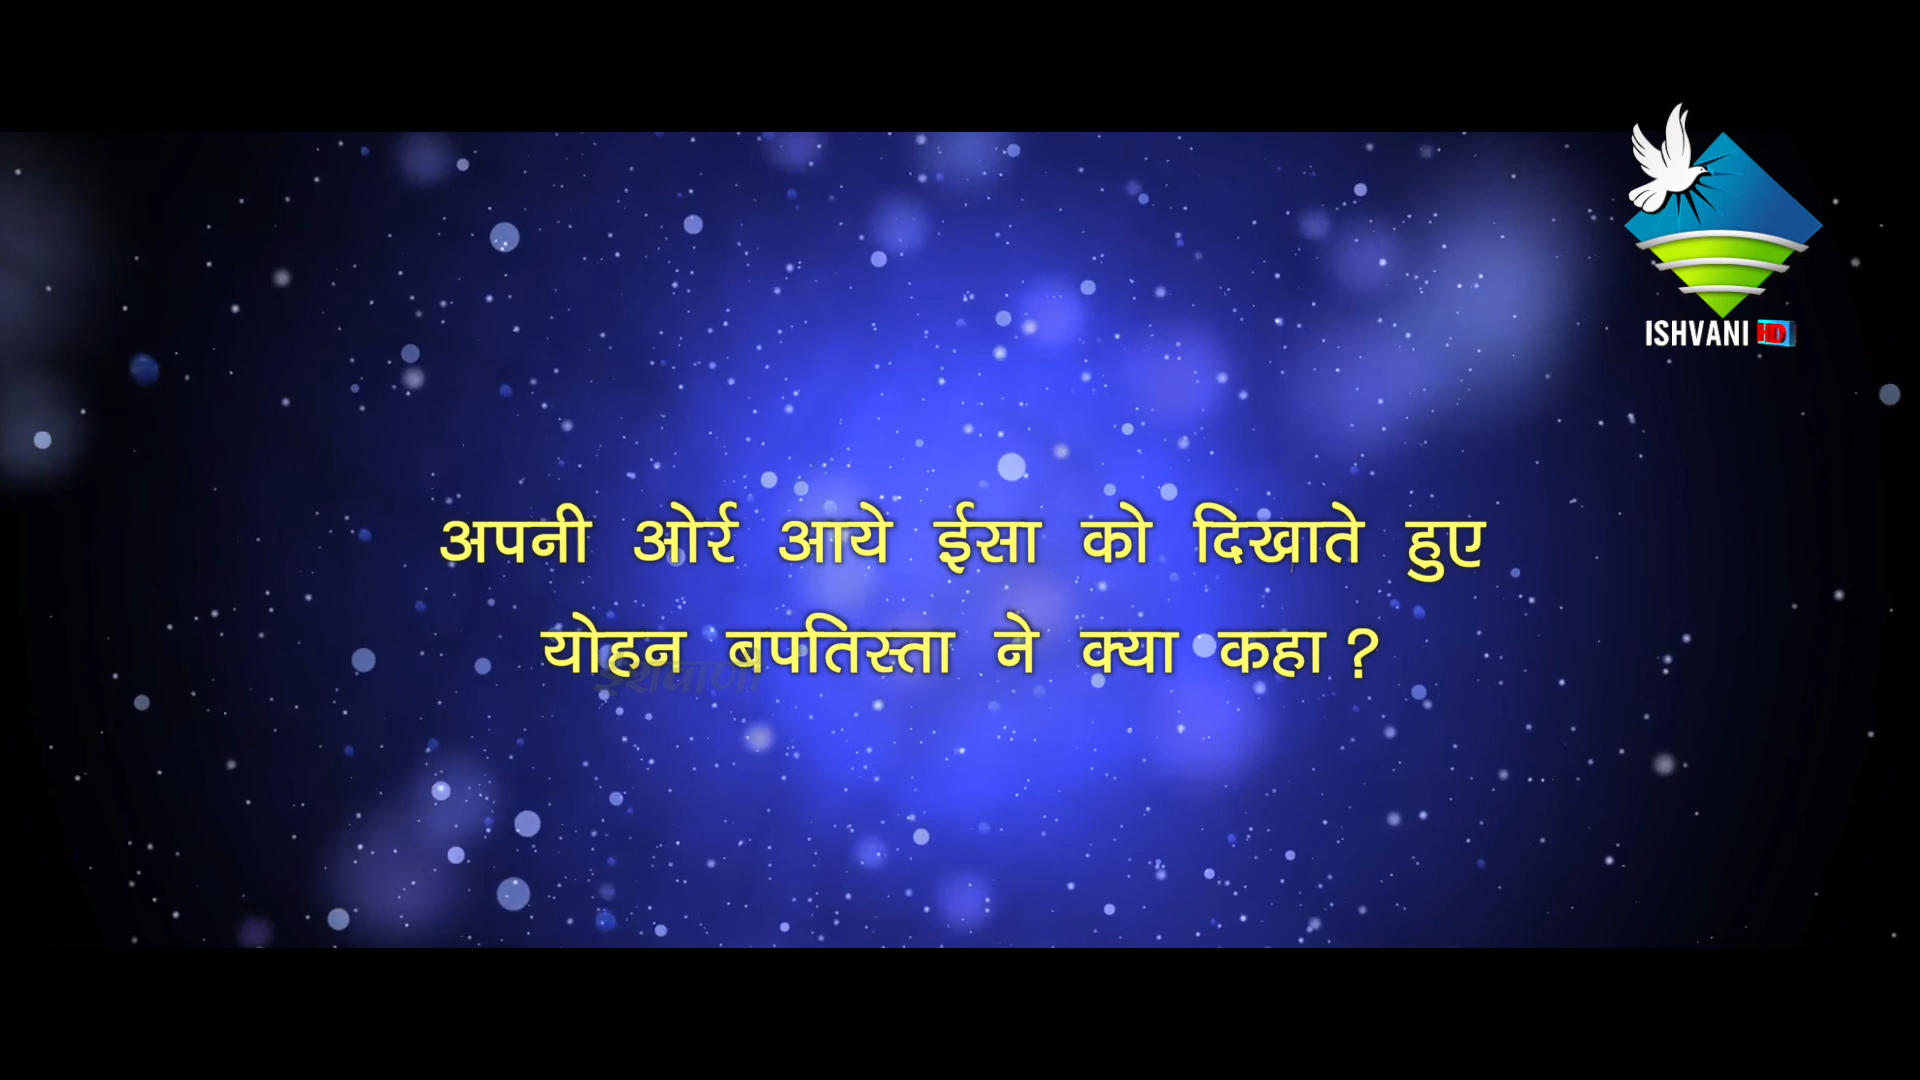 ISHVANI HD
अपनी ओर्र आये ईसा को दिखाते हुए
योहन बपतिस्ता ने क्या कहा ?